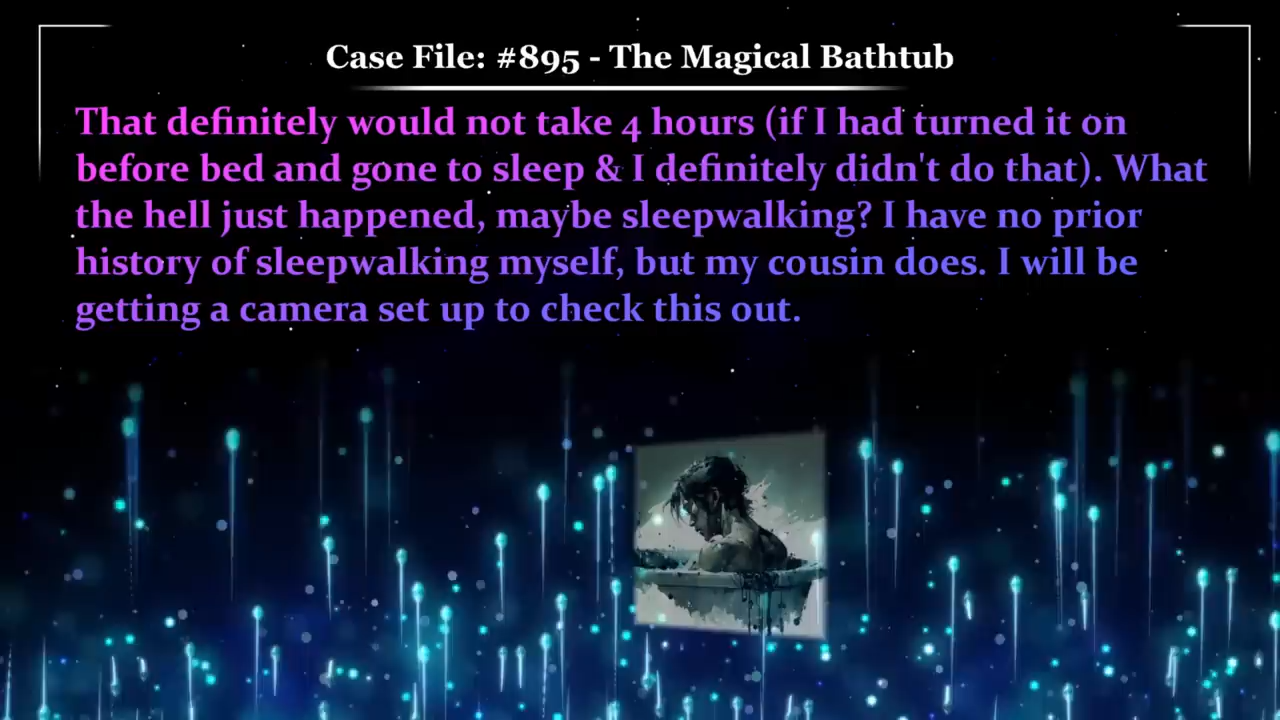 Case File: #895 - The Magical Bathtub
That definitely would not take 4 hours (if I had turned it on
before bed and gone to sleep & I definitely didn't do that). What
the hell just happened, maybe sleepwalking? I have no prior
history of sleepwalking myself, but my cousin does. I will be
getting a camera set up to check this out.